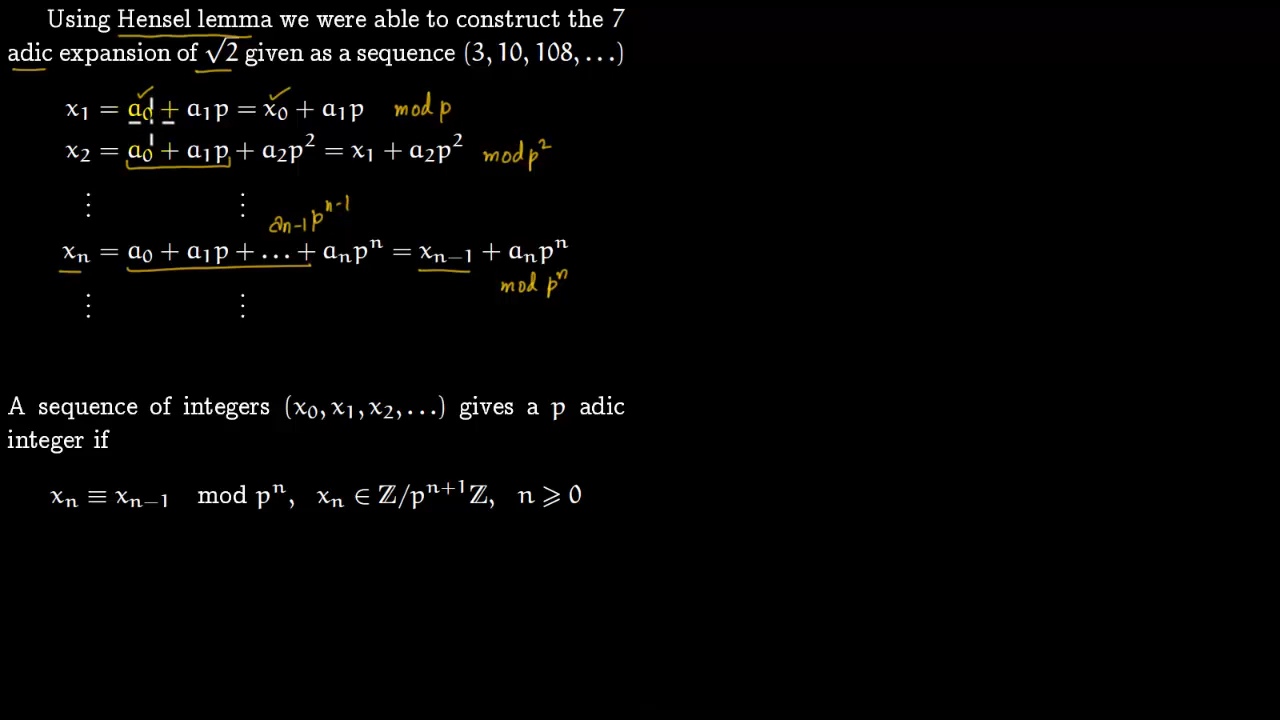 Using Hensel lemma we were able to construct the 7
adic expansion of √2 given as a sequence (3, 10, 108, ...)
x₁ = a₀ + a₁p = x₀ + a₁p mod p
x₂ = a₀ + a₁p + a₂p² = x₁ + a₂p² mod p²
⋮ ⋮
aₙ₋₁pⁿ⁻¹
xₙ = a₀ + a₁p + ... + aₙpⁿ = xₙ₋₁ + aₙpⁿ
mod pⁿ
⋮ ⋮
A sequence of integers (x₀, x₁, x₂, ...) gives a p adic
integer if
xₙ ≡ xₙ₋₁ mod pⁿ, xₙ ∈ ℤ/pⁿ⁺¹ℤ, n ⩾ 0